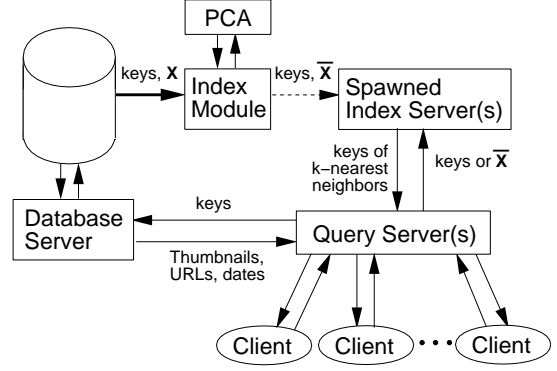 PCA
keys, X
Index
Module
keys, X̅
Spawned
Index Server(s)
keys of
k−nearest
neighbors
keys or X̅
Database
Server
keys
Thumbnails,
URLs, dates
Query Server(s)
Client
Client
• • •
Client